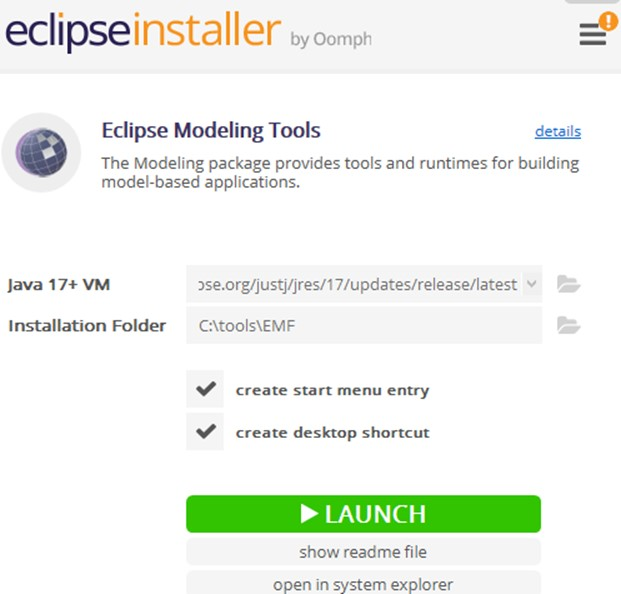 eclipseinstaller by Oomph
!
Eclipse Modeling Tools details
The Modeling package provides tools and runtimes for building
model-based applications.
Java 17+ VM ose.org/justj/jres/17/updates/release/latest
Installation Folder C:\tools\EMF
create start menu entry
create desktop shortcut
LAUNCH
show readme file
open in system explorer